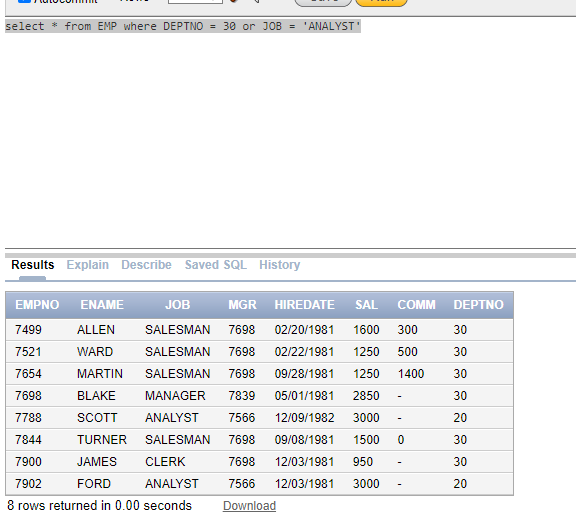 Autocommit Rows Save Run
select * from EMP where DEPTNO = 30 or JOB = 'ANALYST'
Results Explain Describe Saved SQL History
EMPNO ENAME JOB MGR HIREDATE SAL COMM DEPTNO
7499 ALLEN SALESMAN 7698 02/20/1981 1600 300 30
7521 WARD SALESMAN 7698 02/22/1981 1250 500 30
7654 MARTIN SALESMAN 7698 09/28/1981 1250 1400 30
7698 BLAKE MANAGER 7839 05/01/1981 2850 - 30
7788 SCOTT ANALYST 7566 12/09/1982 3000 - 20
7844 TURNER SALESMAN 7698 09/08/1981 1500 0 30
7900 JAMES CLERK 7698 12/03/1981 950 - 30
7902 FORD ANALYST 7566 12/03/1981 3000 - 20
8 rows returned in 0.00 seconds Download